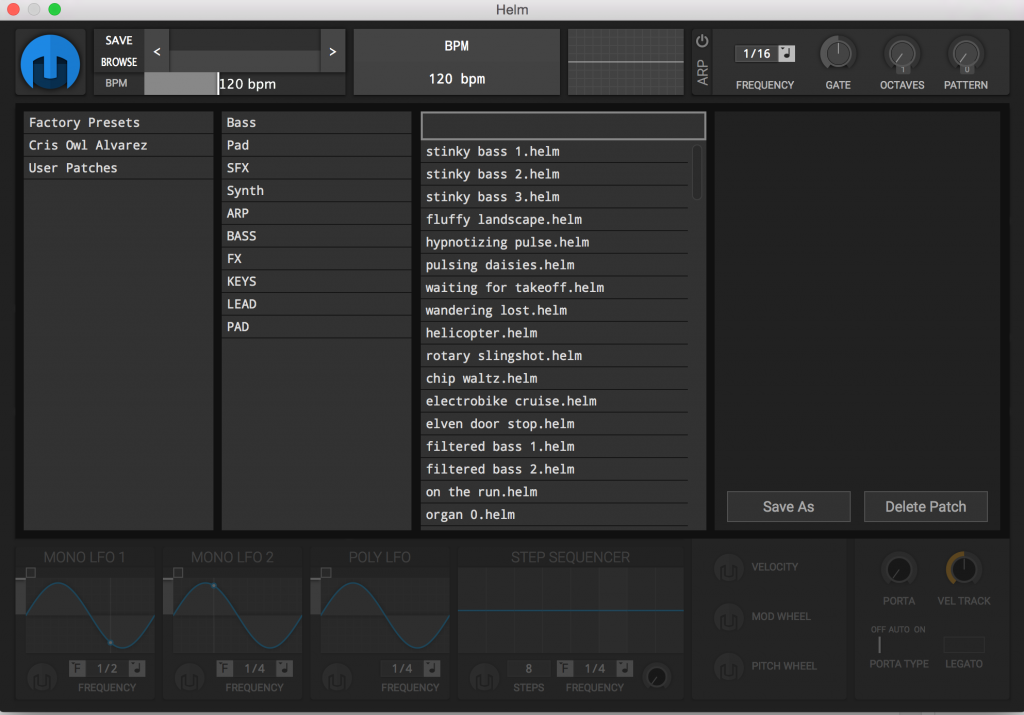 Helm
SAVE
BROWSE
<
>
BPM
120 bpm
BPM
120 bpm
ARP
1/16
FREQUENCY
GATE
OCTAVES
PATTERN
Factory Presets
Cris Owl Alvarez
User Patches
Bass
Pad
SFX
Synth
ARP
BASS
FX
KEYS
LEAD
PAD
stinky bass 1.helm
stinky bass 2.helm
stinky bass 3.helm
fluffy landscape.helm
hypnotizing pulse.helm
pulsing daisies.helm
waiting for takeoff.helm
wandering lost.helm
helicopter.helm
rotary slingshot.helm
chip waltz.helm
electrobike cruise.helm
elven door stop.helm
filtered bass 1.helm
filtered bass 2.helm
on the run.helm
organ 0.helm
Save As
Delete Patch
MONO LFO 1
F 1/2
FREQUENCY
MONO LFO 2
F 1/4
FREQUENCY
POLY LFO
1/4
FREQUENCY
STEP SEQUENCER
8
STEPS
F 1/4
FREQUENCY
VELOCITY
MOD WHEEL
PITCH WHEEL
PORTA
VEL TRACK
OFF AUTO ON
PORTA TYPE
LEGATO